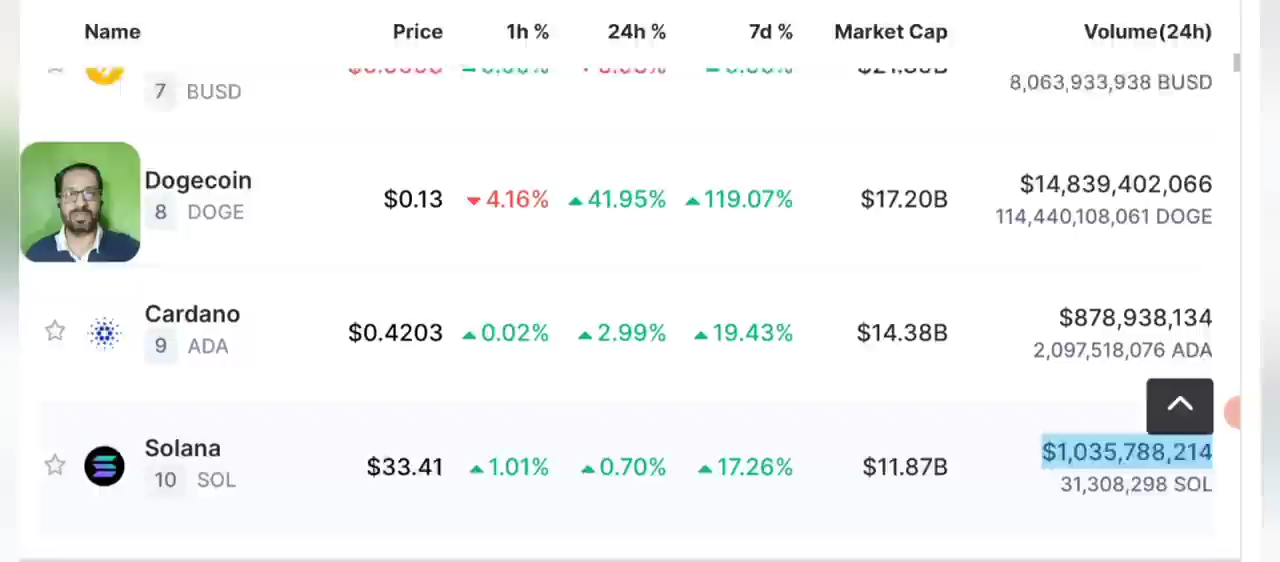 Name Price 1h % 24h % 7d % Market Cap Volume(24h)
7 BUSD 8,063,933,938 BUSD
Dogecoin
8 DOGE $0.13 4.16% 41.95% 119.07% $17.20B $14,839,402,066
114,440,108,061 DOGE
Cardano
9 ADA $0.4203 0.02% 2.99% 19.43% $14.38B $878,938,134
2,097,518,076 ADA
Solana
10 SOL $33.41 1.01% 0.70% 17.26% $11.87B $1,035,788,214
31,308,298 SOL